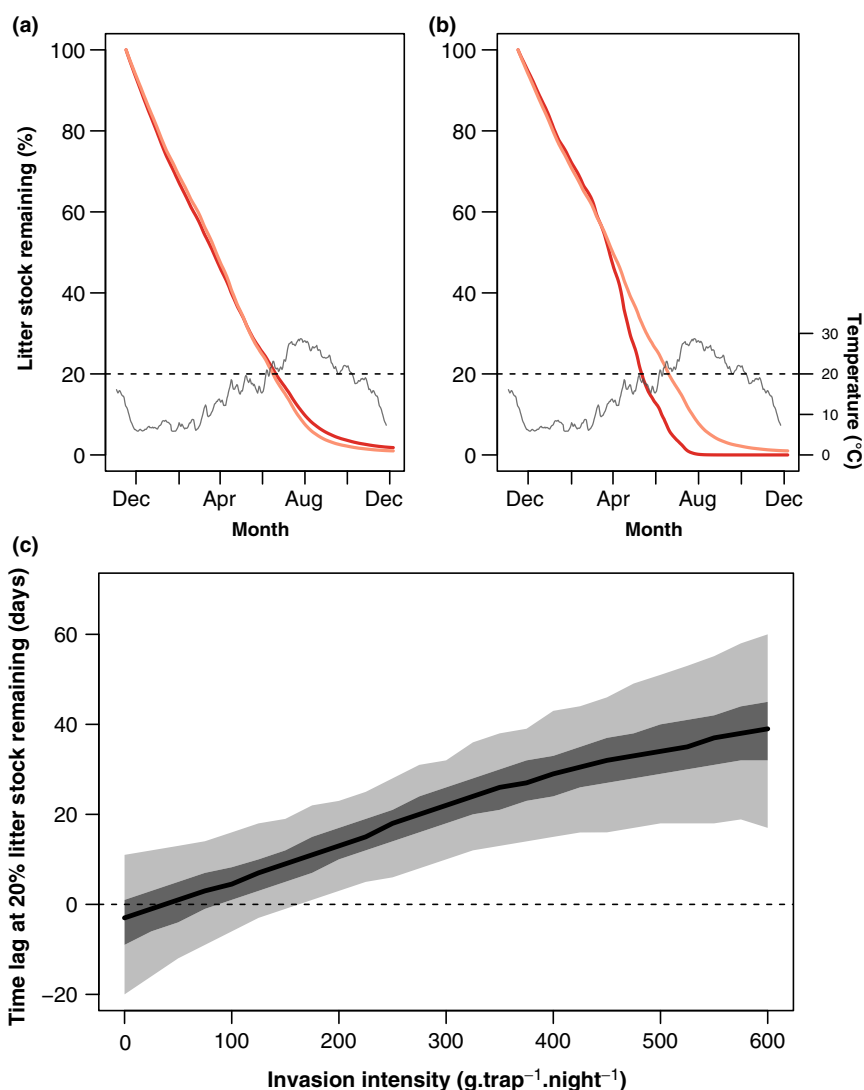 (a)
(b)
Litter stock remaining (%)
100
80
60
40
20
0
Dec
Apr
Aug
Dec
Month
100
80
60
40
20
0
Dec
Apr
Aug
Dec
Month
30
20
10
0
Temperature (°C)
(c)
Time lag at 20% litter stock remaining (days)
60
40
20
0
−20
0
100
200
300
400
500
600
Invasion intensity (g.trap⁻¹.night⁻¹)